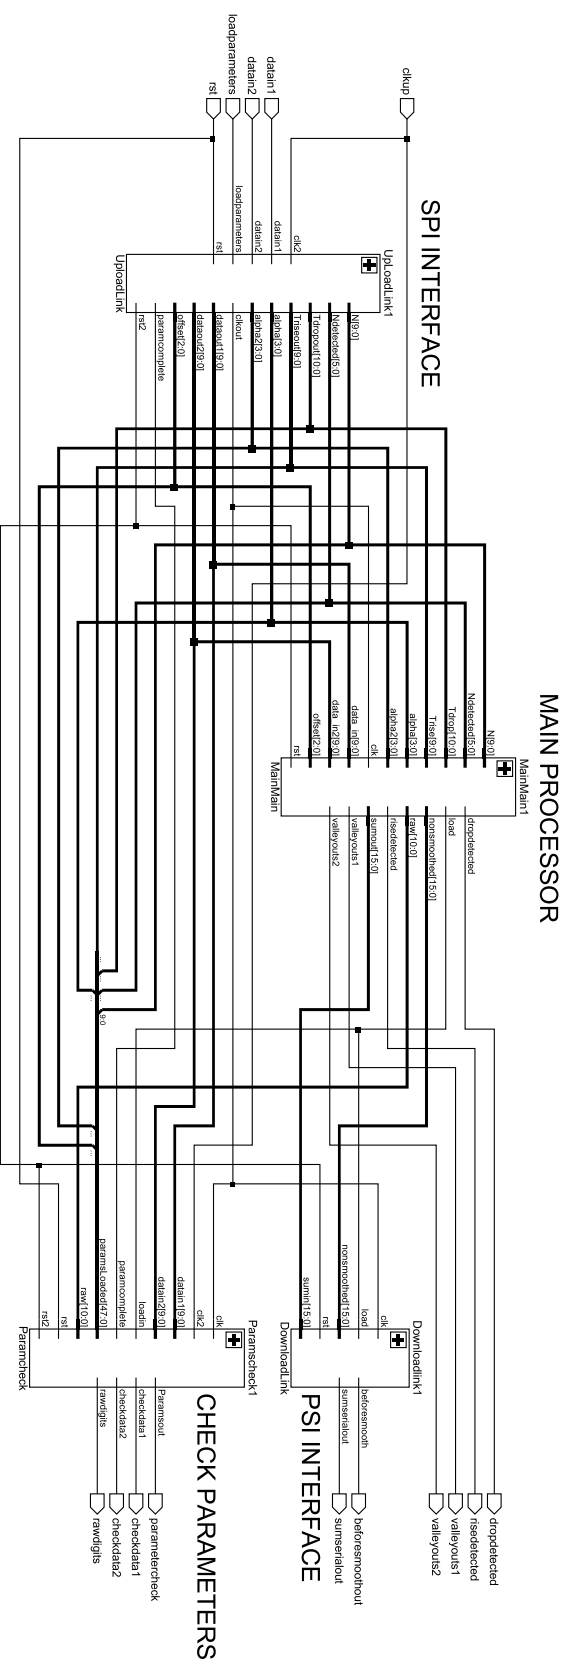 clkup
datain1
datain2
loadparameters
rst
SPI INTERFACE
UpLoadLink1
clk2
datain1
datain2
loadparameters
rst
UploadLink
N[9:0]
Ndetected[5:0]
Tdropout[10:0]
Triseout[9:0]
alpha[3:0]
alpha2[3:0]
clkout
dataout1[9:0]
dataout2[9:0]
offset[2:0]
paramcomplete
rst2
MAIN PROCESSOR
MainMain1
N[9:0]
Ndetected[5:0]
Tdrop[10:0]
Trise[9:0]
alpha[3:0]
alpha2[3:0]
clk
data_in[9:0]
data_in2[9:0]
offset[2:0]
rst
MainMain
dropdetected
load
nonsmoothed[15:0]
raw[10:0]
risedetected
sumout[15:0]
valleyouts1
valleyouts2
9:0
PSI INTERFACE
Downloadlink1
clk
load
nonsmoothed[15:0]
rst
sumin[15:0]
DownloadLink
beforesmooth
sumserialout
CHECK PARAMETERS
Paramscheck1
clk
clk2
datain1[9:0]
datain2[9:0]
loadin
paramcomplete
paramsLoaded[47:0]
raw[10:0]
rst
rst2
Paramcheck
Paramsout
checkdata1
checkdata2
rawdigits
dropdetected
risedetected
valleyouts1
valleyouts2
beforesmoothout
sumserialout
parametercheck
checkdata1
checkdata2
rawdigits